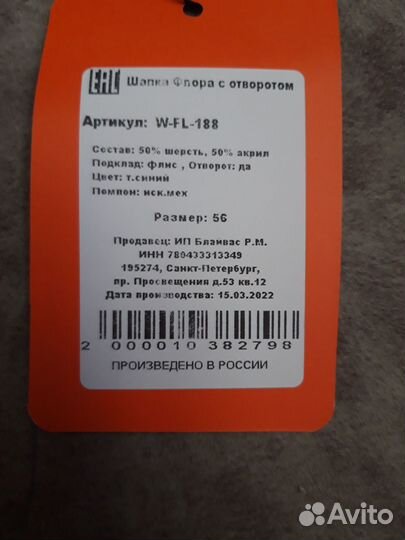 EAC Шапка Флора с отворотом
Артикул: W-FL-188
Состав: 50% шерсть, 50% акрил
Подклад: флис , Отворот: да
Цвет: т.синий
Помпон: иск.мех
Размер: 56
Продавец: ИП Блайвас Р.М.
ИНН 780433313349
195274, Санкт-Петербург,
пр. Просвещения д.53 кв.12
Дата производства: 15.03.2022
2 000010 382798
ПРОИЗВЕДЕНО В РОССИИ
Avito